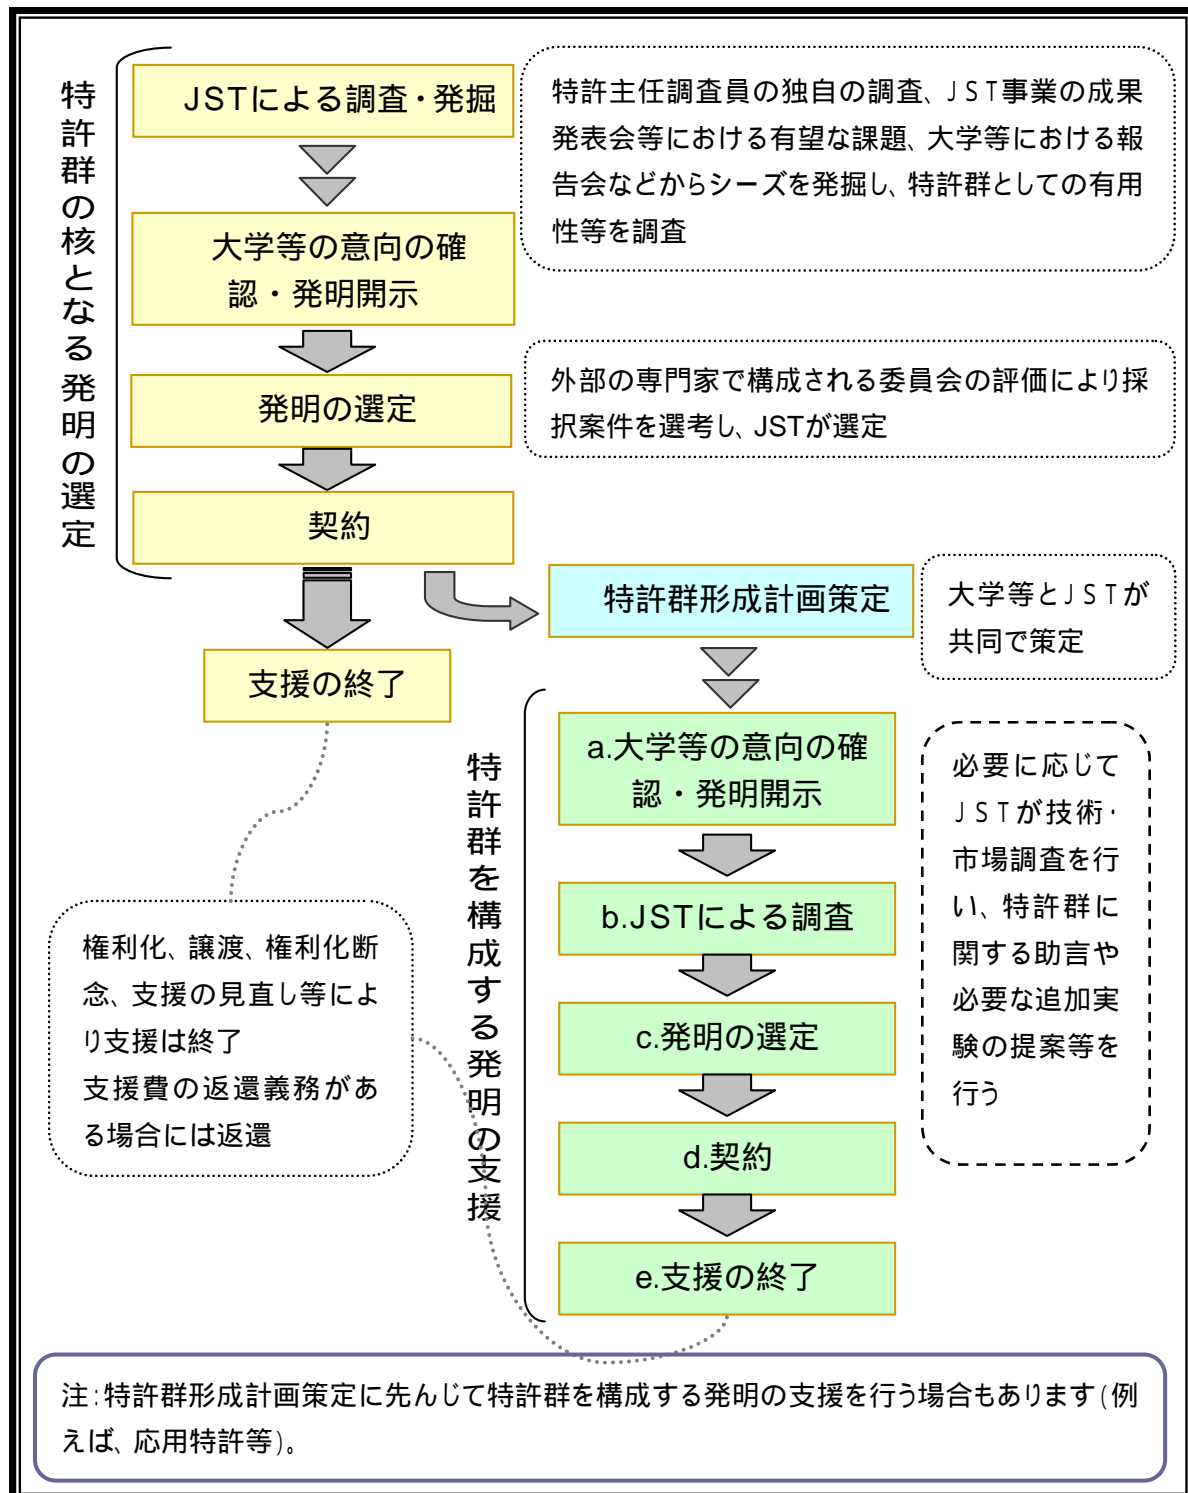 特許群の核となる発明の選定
JSTによる調査・発掘
特許主任調査員の独自の調査、JST事業の成果
発表会等における有望な課題、大学等における報
告会などからシーズを発掘し、特許群としての有用
性等を調査
大学等の意向の確
認・発明開示
発明の選定
外部の専門家で構成される委員会の評価により採
択案件を選考し、JSTが選定
契約
特許群形成計画策定
大学等とJSTが
共同で策定
支援の終了
特許群を構成する発明の支援
a.大学等の意向の確
認・発明開示
必要に応じて
JSTが技術・
市場調査を行
い、特許群に
関する助言や
必要な追加実
験の提案等を
行う
b.JSTによる調査
c.発明の選定
d.契約
e.支援の終了
権利化、譲渡、権利化断
念、支援の見直し等によ
り支援は終了
支援費の返還義務があ
る場合には返還
注:特許群形成計画策定に先んじて特許群を構成する発明の支援を行う場合もあります(例
えば、応用特許等)。